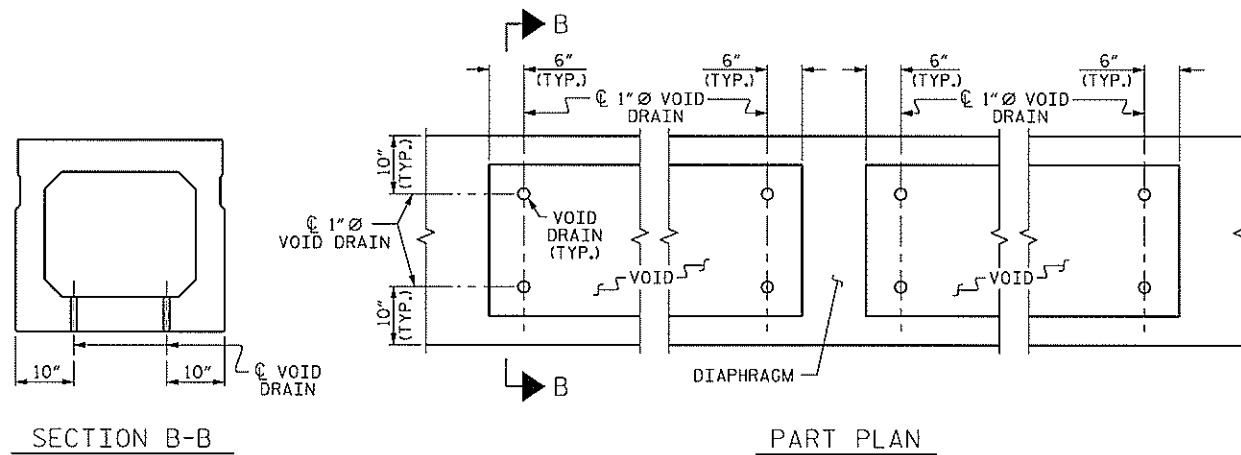 B
6"
(TYP.)
6"
(TYP.)
6"
(TYP.)
6"
(TYP.)
℄ 1" Ø VOID
DRAIN
℄ 1" Ø VOID
DRAIN
10"
(TYP.)
℄ 1" Ø
VOID DRAIN
VOID
DRAIN
(TYP.)
VOID
VOID
10"
(TYP.)
10"
10"
℄ VOID
DRAIN
DIAPHRAGM
B
SECTION B-B
PART PLAN